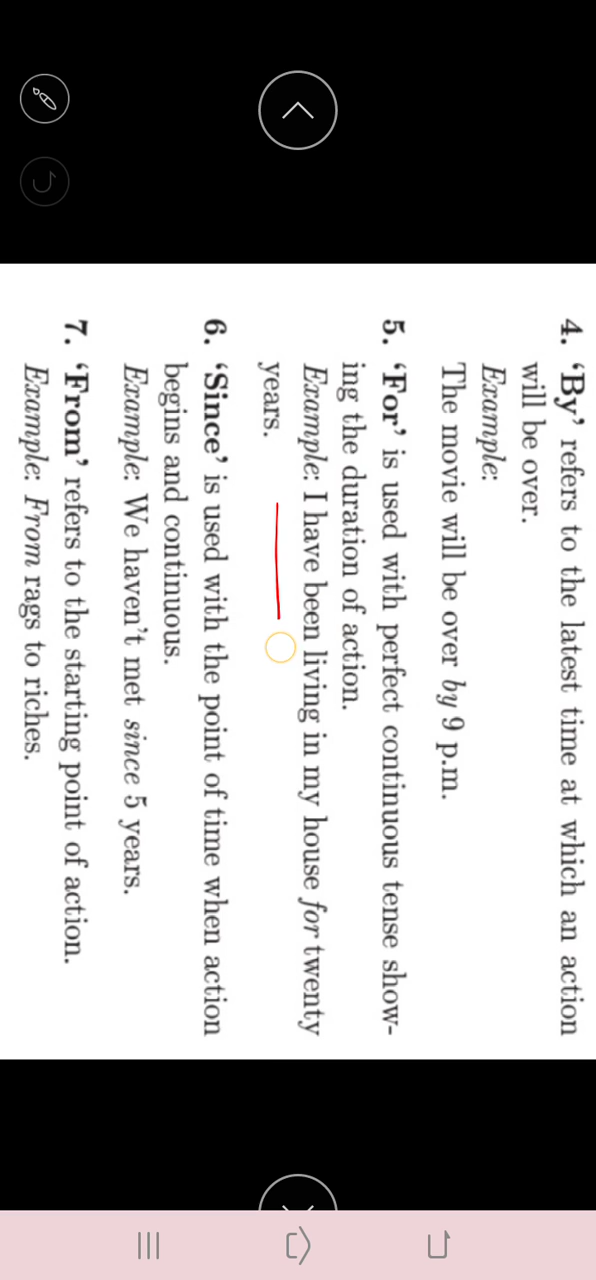 4. ‘By’ refers to the latest time at which an action
will be over.
Example:
The movie will be over by 9 p.m.
5. ‘For’ is used with perfect continuous tense show-
ing the duration of action.
Example: I have been living in my house for twenty
years.
6. ‘Since’ is used with the point of time when action
begins and continuous.
Example: We haven’t met since 5 years.
7. ‘From’ refers to the starting point of action.
Example: From rags to riches.